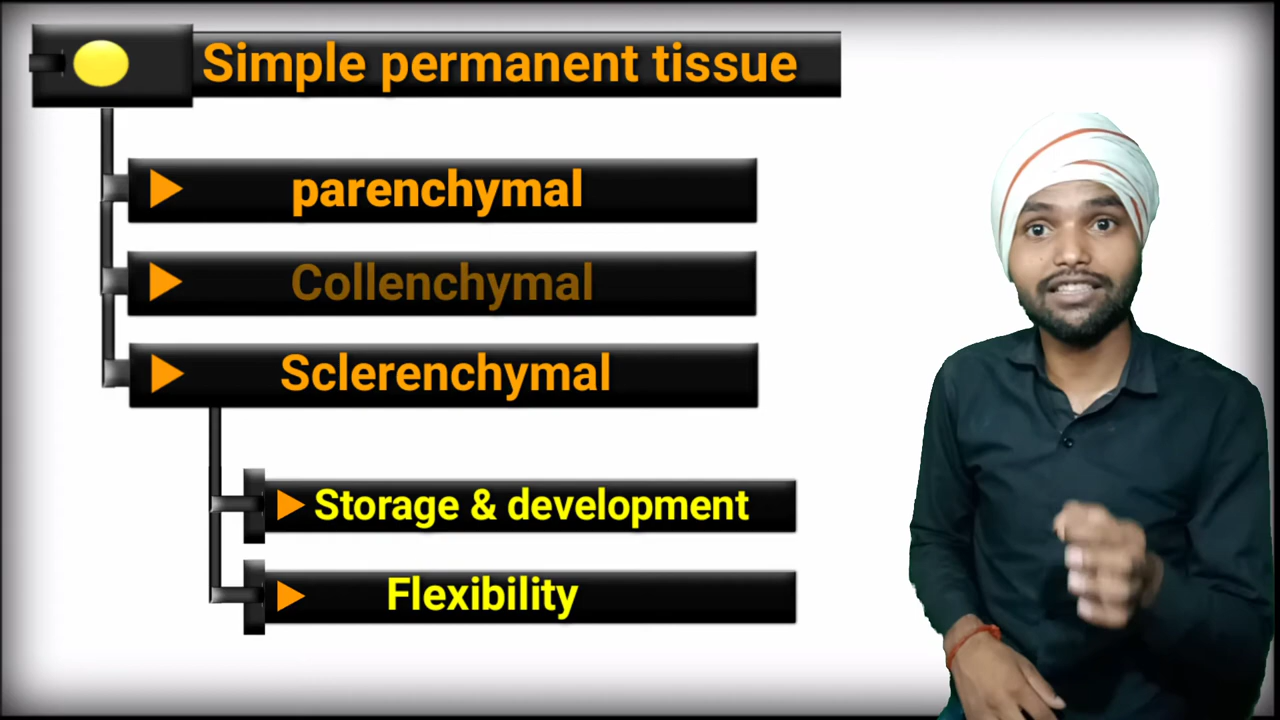 Simple permanent tissue
parenchymal
Collenchymal
Sclerenchymal
Storage & development
Flexibility